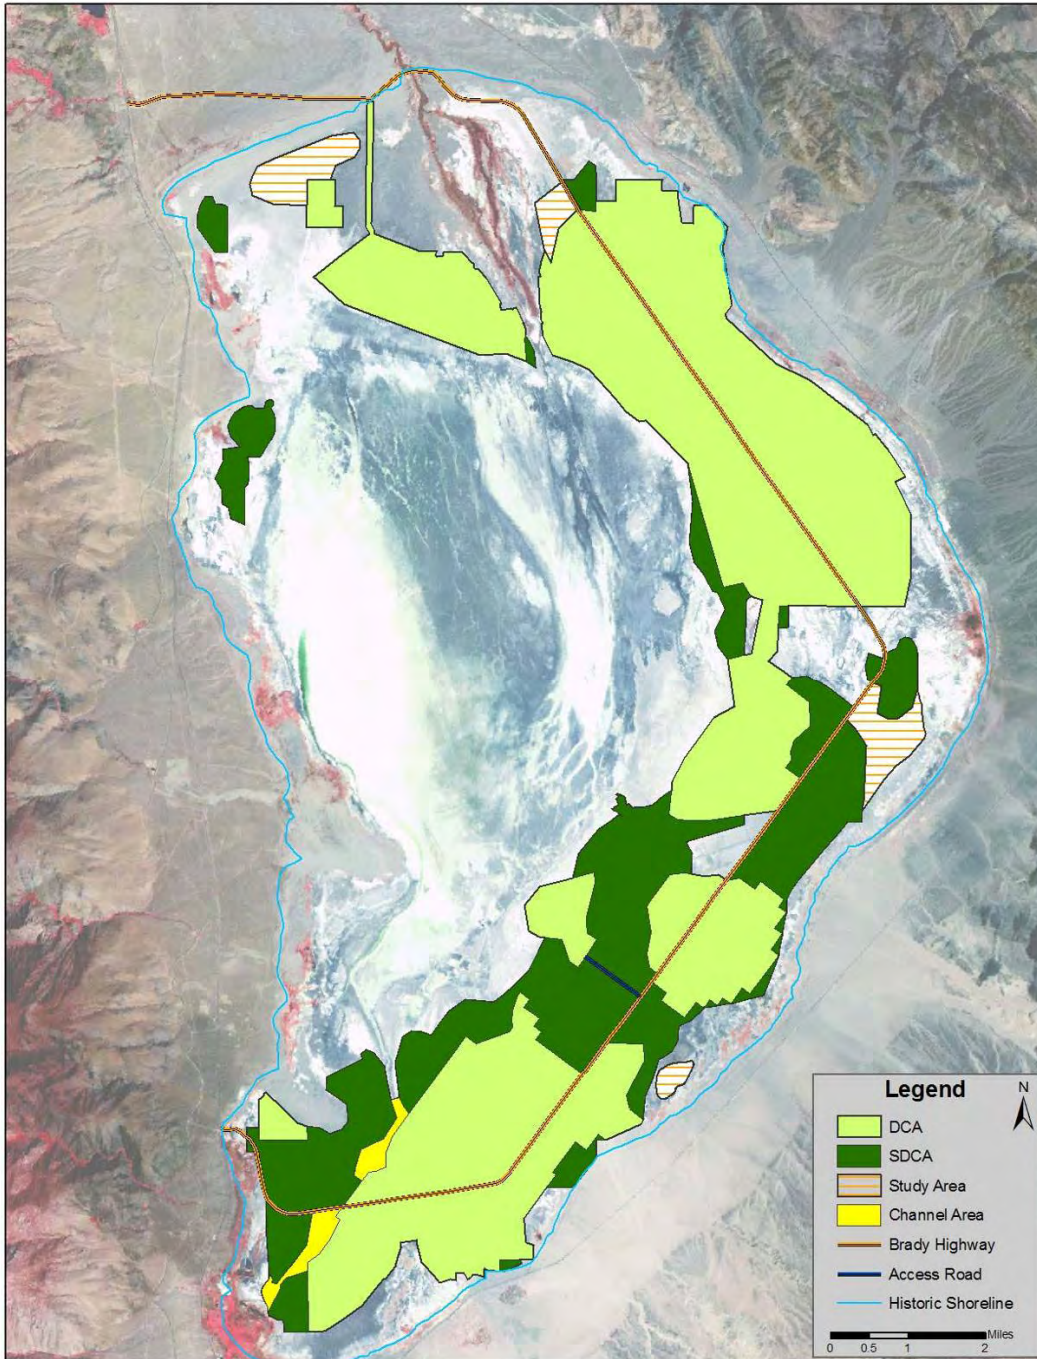 Legend
N
DCA
SDCA
Study Area
Channel Area
Brady Highway
Access Road
Historic Shoreline
Miles
0 0.5 1 2